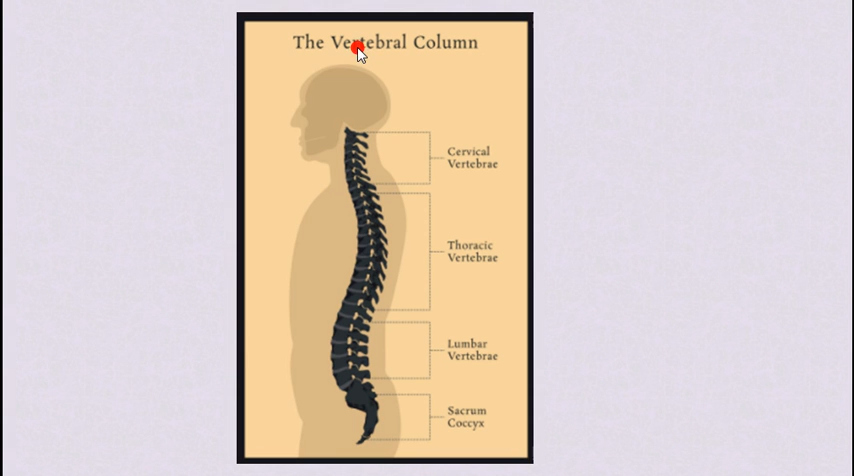 The Vertebral Column
Cervical
Vertebrae
Thoracic
Vertebrae
Lumbar
Vertebrae
Sacrum
Coccyx